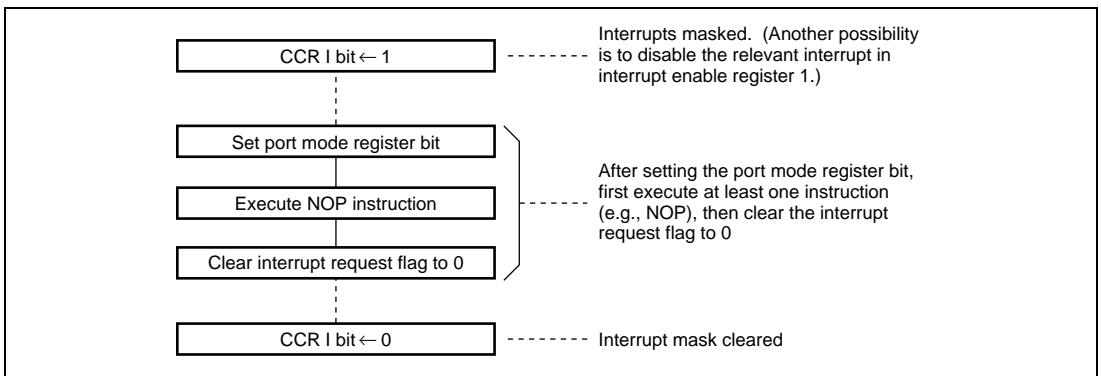 CCR I bit ← 1
Interrupts masked. (Another possibility
is to disable the relevant interrupt in
interrupt enable register 1.)
Set port mode register bit
Execute NOP instruction
Clear interrupt request flag to 0
After setting the port mode register bit,
first execute at least one instruction
(e.g., NOP), then clear the interrupt
request flag to 0
CCR I bit ← 0
Interrupt mask cleared